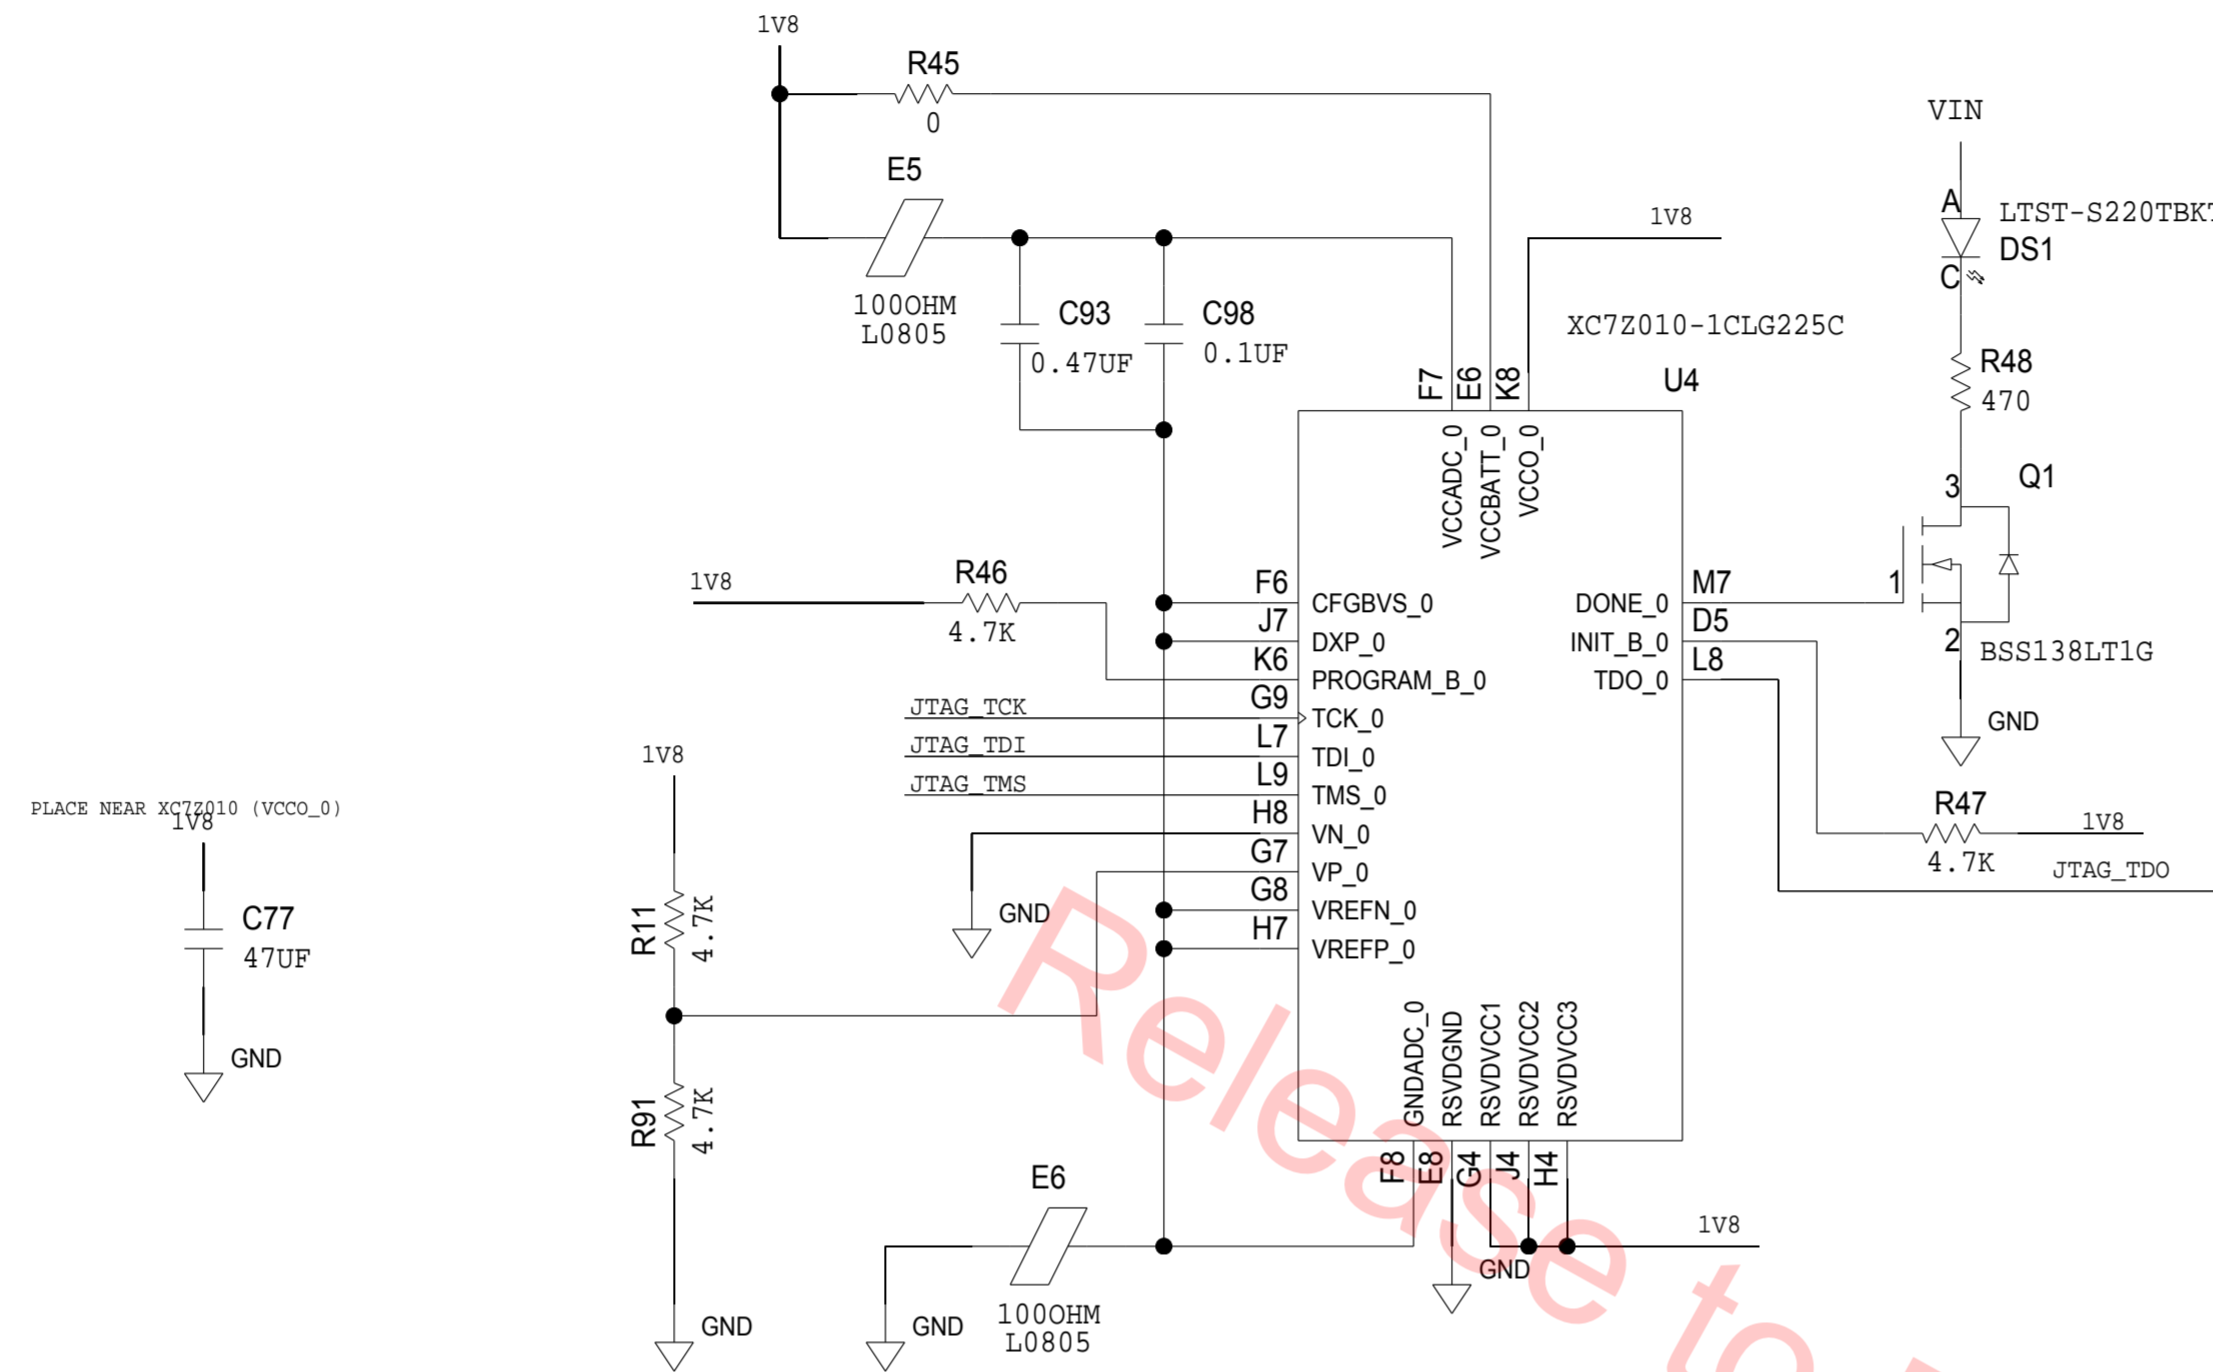 1V8
R45
0
E5
100OHM
L0805
C93
0.47UF
C98
0.1UF
1V8
XC7Z010-1CLG225C
U4
F7
E6
K8
VCCADC_0
VCCBATT_0
VCCO_0
VIN
A
LTST-S220TBKT
DS1
C
R48
470
3
Q1
1
2
BSS138LT1G
GND
1V8
R46
4.7K
F6
CFGBVS_0
J7
DXP_0
K6
PROGRAM_B_0
JTAG_TCK
G9
TCK_0
JTAG_TDI
L7
TDI_0
JTAG_TMS
L9
TMS_0
H8
VN_0
G7
VP_0
G8
VREFN_0
H7
VREFP_0
GND
DONE_0
M7
INIT_B_0
D5
TDO_0
L8
R47
4.7K
1V8
JTAG_TDO
PLACE NEAR XC7Z010 (VCCO_0)
1V8
C77
47UF
GND
1V8
R11
4.7K
R91
4.7K
GND
GNDADC_0
RSVDGND
RSVDVCC1
RSVDVCC2
RSVDVCC3
F8
E8
G4
J4
H4
E6
100OHM
L0805
GND
GND
1V8
Release to